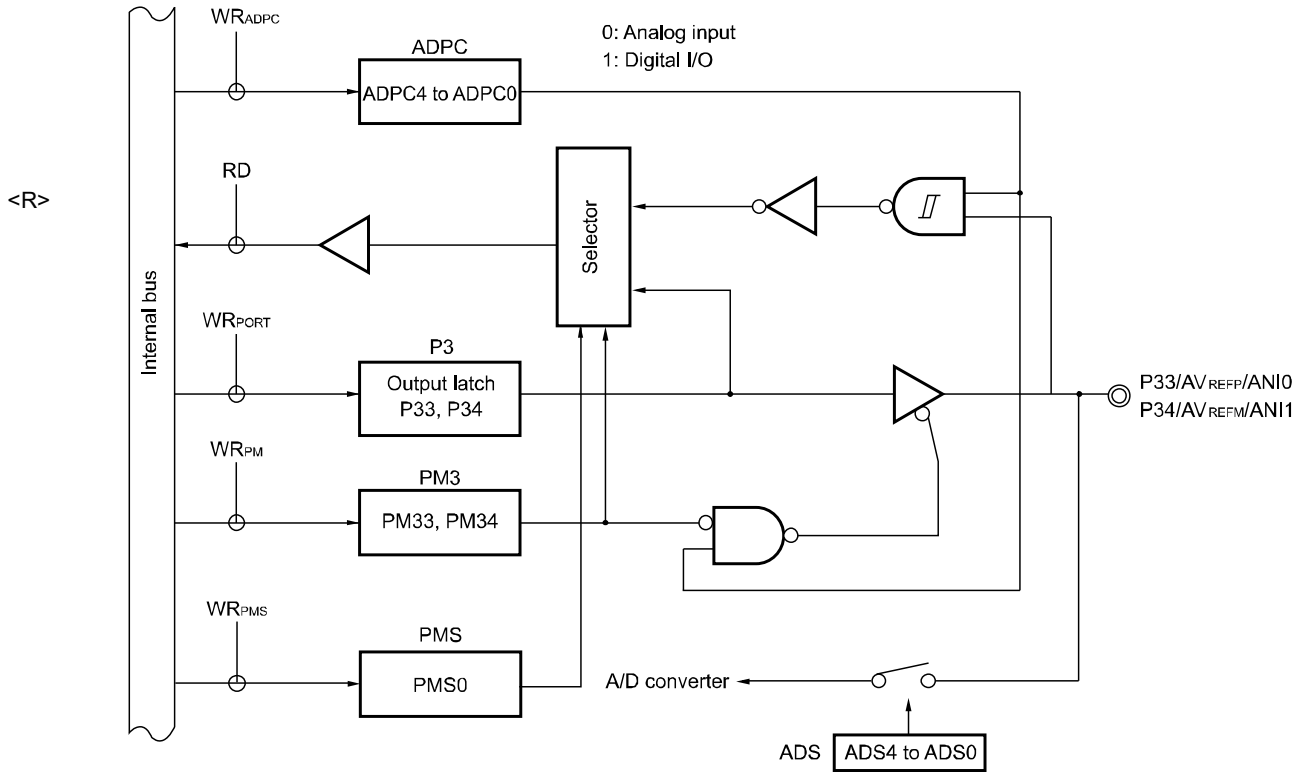 WRADPC
0: Analog input
1: Digital I/O
ADPC
ADPC4 to ADPC0
<R>
RD
Selector
Internal bus
WRPORT
P3
Output latch
P33, P34
P33/AVREFP/ANI0
P34/AVREFM/ANI1
WRPM
PM3
PM33, PM34
WRPMS
PMS
PMS0
A/D converter
ADS
ADS4 to ADS0